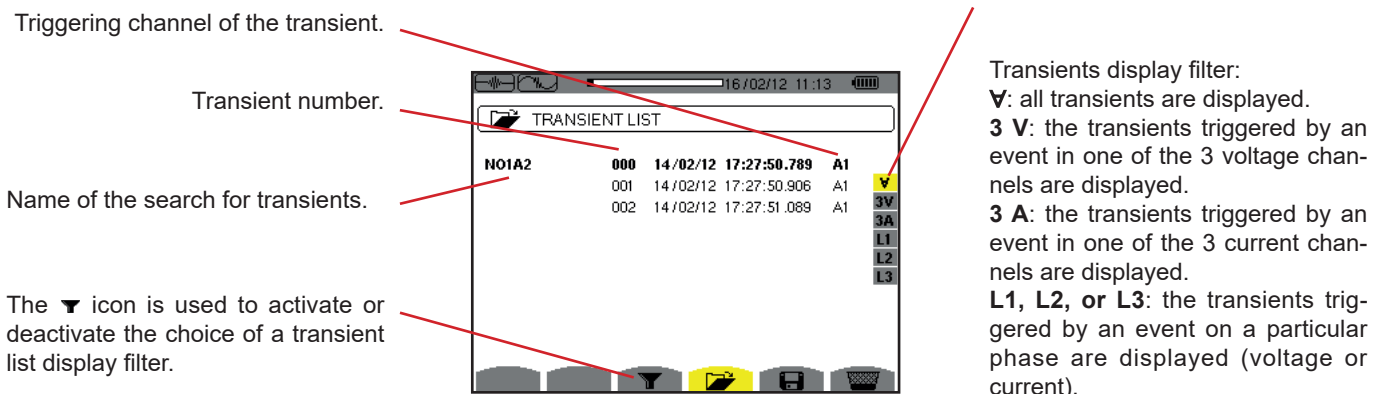 Triggering channel of the transient.
Transient number.
Name of the search for transients.
The icon is used to activate or
deactivate the choice of a transient
list display filter.
16/02/12 11:13
TRANSIENT LIST
NO1A2 000 14/02/12 17:27:50.789 A1
001 14/02/12 17:27:50.906 A1
002 14/02/12 17:27:51.089 A1
∀
3V
3A
L1
L2
L3
Transients display filter:
∀: all transients are displayed.
3 V: the transients triggered by an
event in one of the 3 voltage chan-
nels are displayed.
3 A: the transients triggered by an
event in one of the 3 current chan-
nels are displayed.
L1, L2, or L3: the transients trig-
gered by an event on a particular
phase are displayed (voltage or
current).